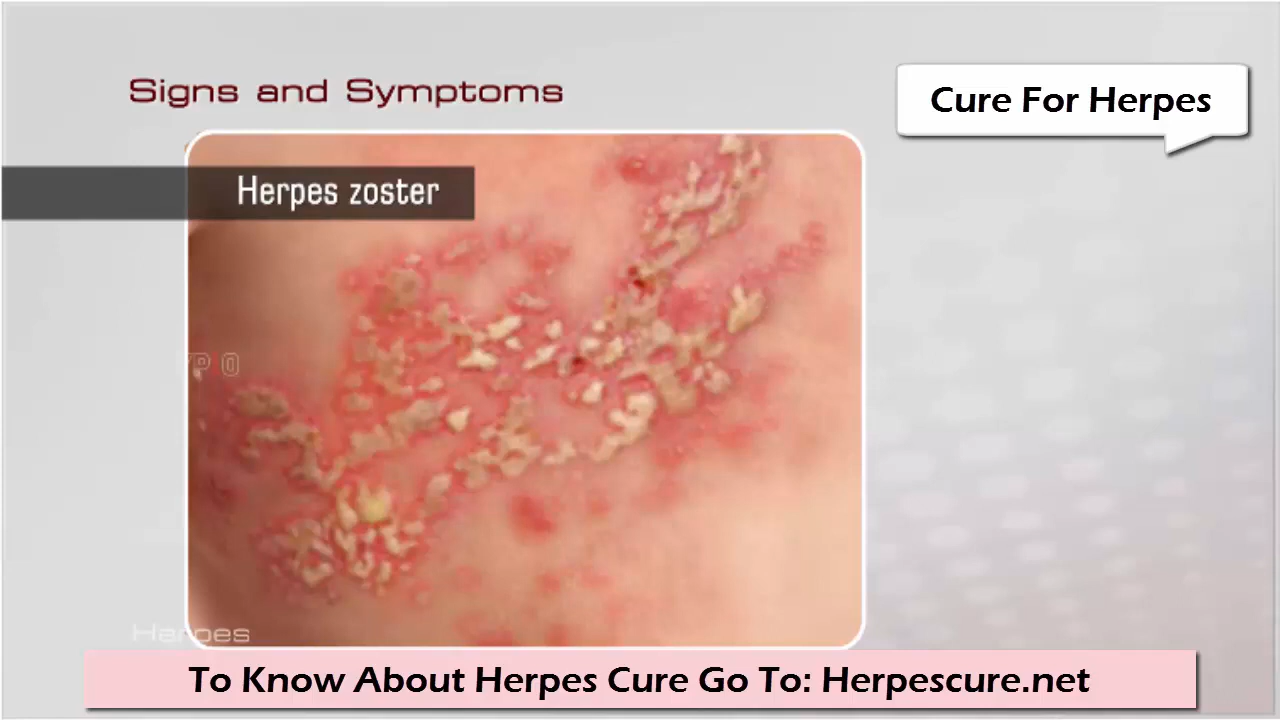 Signs and Symptoms
Cure For Herpes
Herpes zoster
Herpes
To Know About Herpes Cure Go To: Herpescure.net